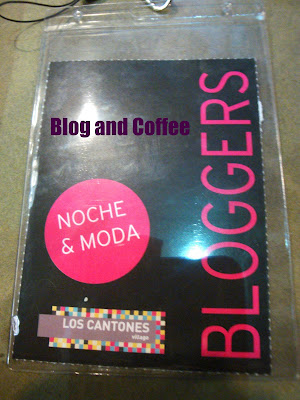 Blog and Coffee
BLOGGERS
NOCHE
& MODA
LOS CANTONES
village